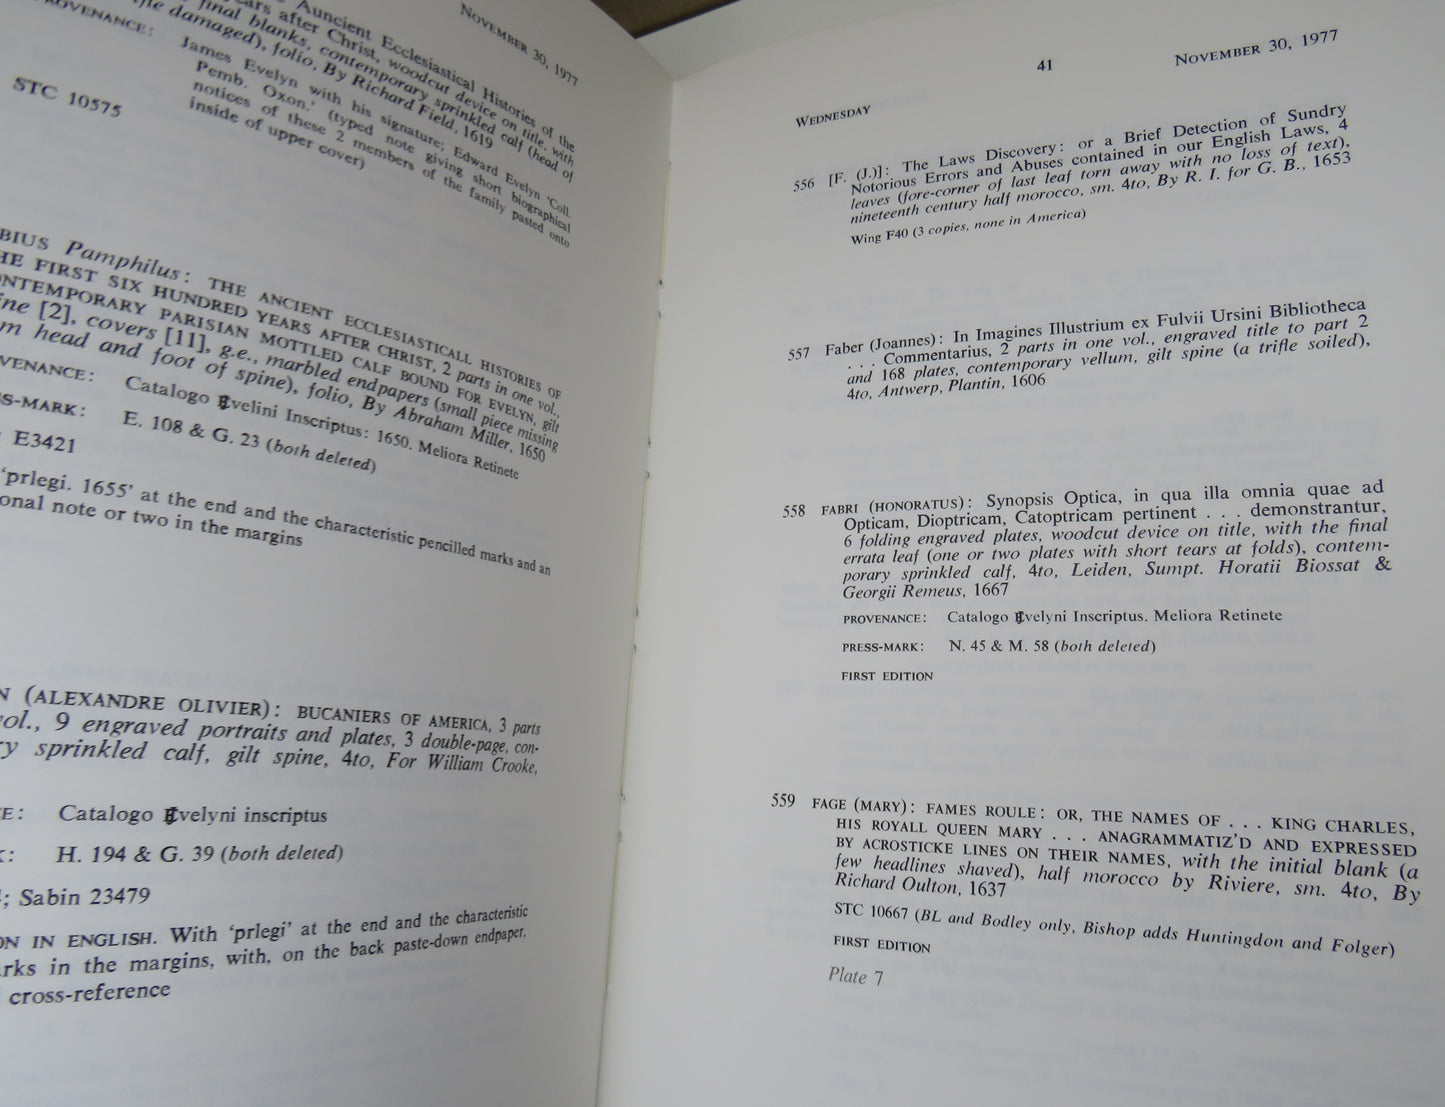 November 30, 1977
Auncient Ecclesiastical Histories of the
ars after Christ, woodcut device on title, with
final blanks, contemporary sprinkled calf (head of
damaged), folio, By Richard Field, 1619
PROVENANCE:
James Evelyn with his signature; Edward Evelyn 'Coll.
Pemb. Oxon.' (typed note giving short biographical
notices of these 2 members of the family pasted onto
inside of upper cover)
STC 10575
BIUS Pamphilus: THE ANCIENT ECCLESIASTICALL HISTORIES OF
HE FIRST SIX HUNDRED YEARS AFTER CHRIST, 2 parts in one vol.,
ONTEMPORARY PARISIAN MOTTLED CALF BOUND FOR EVELYN, gilt
ine [2], covers [11], g.e., marbled endpapers (small piece missing
m head and foot of spine), folio, By Abraham Miller, 1650
VENANCE: Catalogo Evelini Inscriptus: 1650. Meliora Retinete
S-MARK: E. 108 & G. 23 (both deleted)
: E3421
'prlegi. 1655' at the end and the characteristic pencilled marks and an
onal note or two in the margins
N (ALEXANDRE OLIVIER): BUCANIERS OF AMERICA, 3 parts
vol., 9 engraved portraits and plates, 3 double-page, con-
ry sprinkled calf, gilt spine, 4to, For William Crooke,
E: Catalogo Evelyni inscriptus
K: H. 194 & G. 39 (both deleted)
; Sabin 23479
ON IN ENGLISH. With 'prlegi' at the end and the characteristic
rks in the margins, with, on the back paste-down endpaper,
cross-reference
41
November 30, 1977
Wednesday
556 [F. (J.)]: The Laws Discovery: or a Brief Detection of Sundry
Notorious Errors and Abuses contained in our English Laws, 4
leaves (fore-corner of last leaf torn away with no loss of text),
nineteenth century half morocco, sm. 4to, By R. I. for G. B., 1653
Wing F40 (3 copies, none in America)
557 Faber (Joannes): In Imagines Illustrium ex Fulvii Ursini Bibliotheca
. . . Commentarius, 2 parts in one vol., engraved title to part 2
and 168 plates, contemporary vellum, gilt spine (a trifle soiled),
4to, Antwerp, Plantin, 1606
558 FABRI (HONORATUS): Synopsis Optica, in qua illa omnia quae ad
Opticam, Dioptricam, Catoptricam pertinent . . . demonstrantur,
6 folding engraved plates, woodcut device on title, with the final
errata leaf (one or two plates with short tears at folds), contem-
porary sprinkled calf, 4to, Leiden, Sumpt. Horatii Biossat &
Georgii Remeus, 1667
PROVENANCE: Catalogo Evelyni Inscriptus. Meliora Retinete
PRESS-MARK: N. 45 & M. 58 (both deleted)
FIRST EDITION
559 FAGE (MARY): FAMES ROULE: OR, THE NAMES OF . . . KING CHARLES,
HIS ROYALL QUEEN MARY . . . ANAGRAMMATIZ'D AND EXPRESSED
BY ACROSTICKE LINES ON THEIR NAMES, with the initial blank (a
few headlines shaved), half morocco by Riviere, sm. 4to, By
Richard Oulton, 1637
STC 10667 (BL and Bodley only, Bishop adds Huntingdon and Folger)
FIRST EDITION
Plate 7